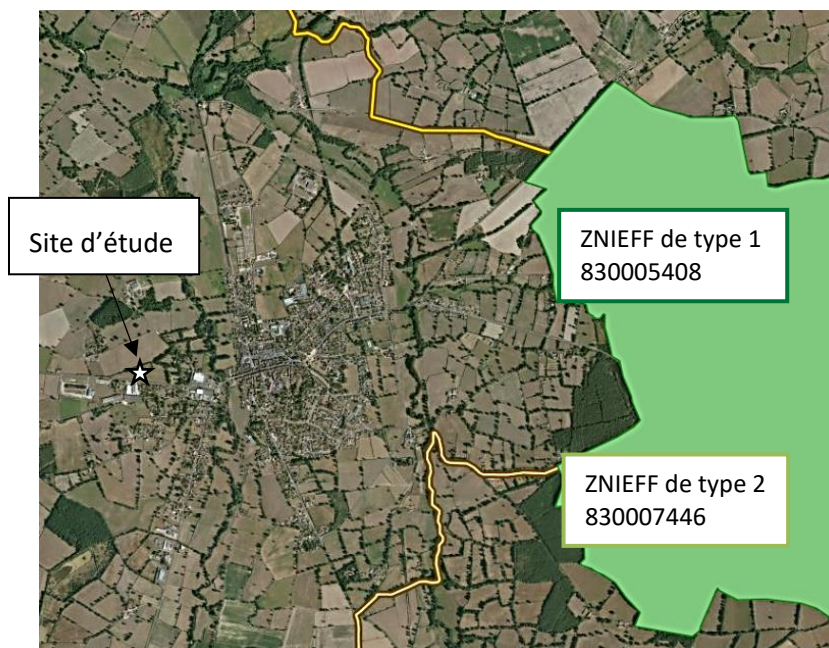 Site d'étude
ZNIEFF de type 1
830005408
ZNIEFF de type 2
830007446